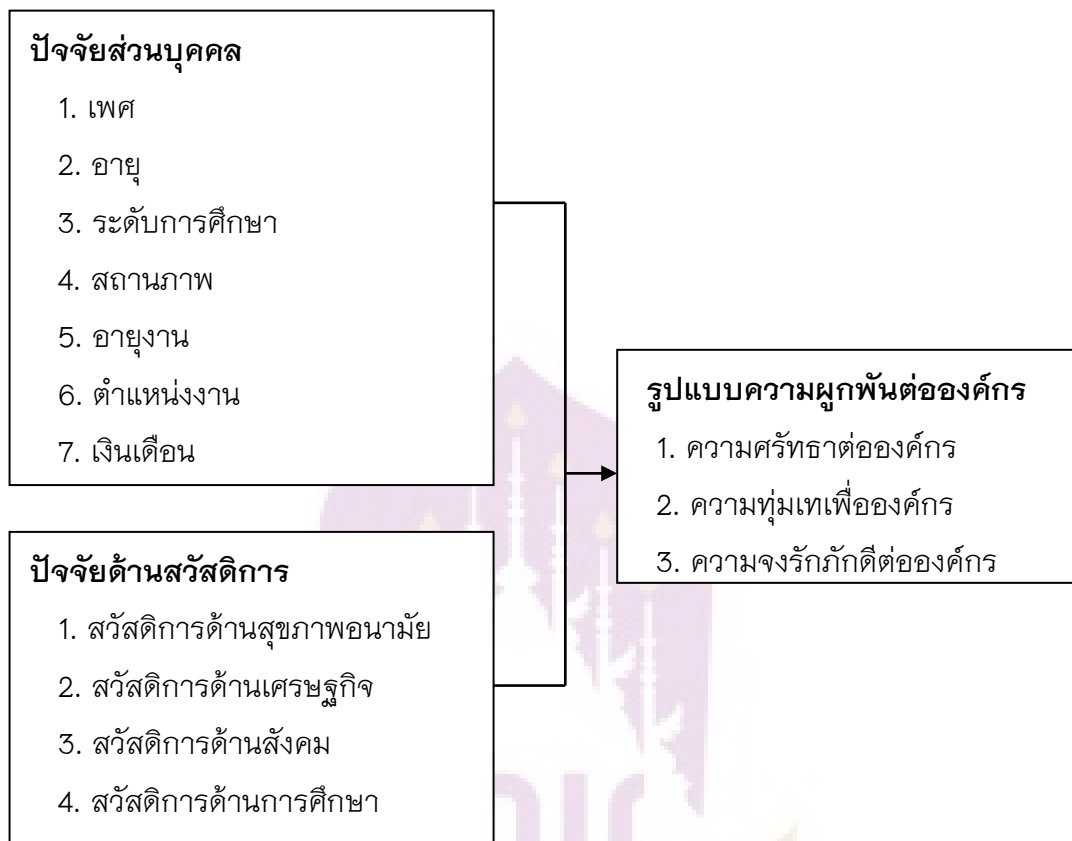 ปัจจัยส่วนบุคคล
1. เพศ
2. อายุ
3. ระดับการศึกษา
4. สถานภาพ
5. อายุงาน
6. ตำแหน่งงาน
7. เงินเดือน
รูปแบบความผูกพันต่อองค์กร
1. ความศรัทธาต่อองค์กร
2. ความทุ่มเทเพื่อองค์กร
3. ความจงรักภักดีต่อองค์กร
ปัจจัยด้านสวัสดิการ
1. สวัสดิการด้านสุขภาพอนามัย
2. สวัสดิการด้านเศรษฐกิจ
3. สวัสดิการด้านสังคม
4. สวัสดิการด้านการศึกษา